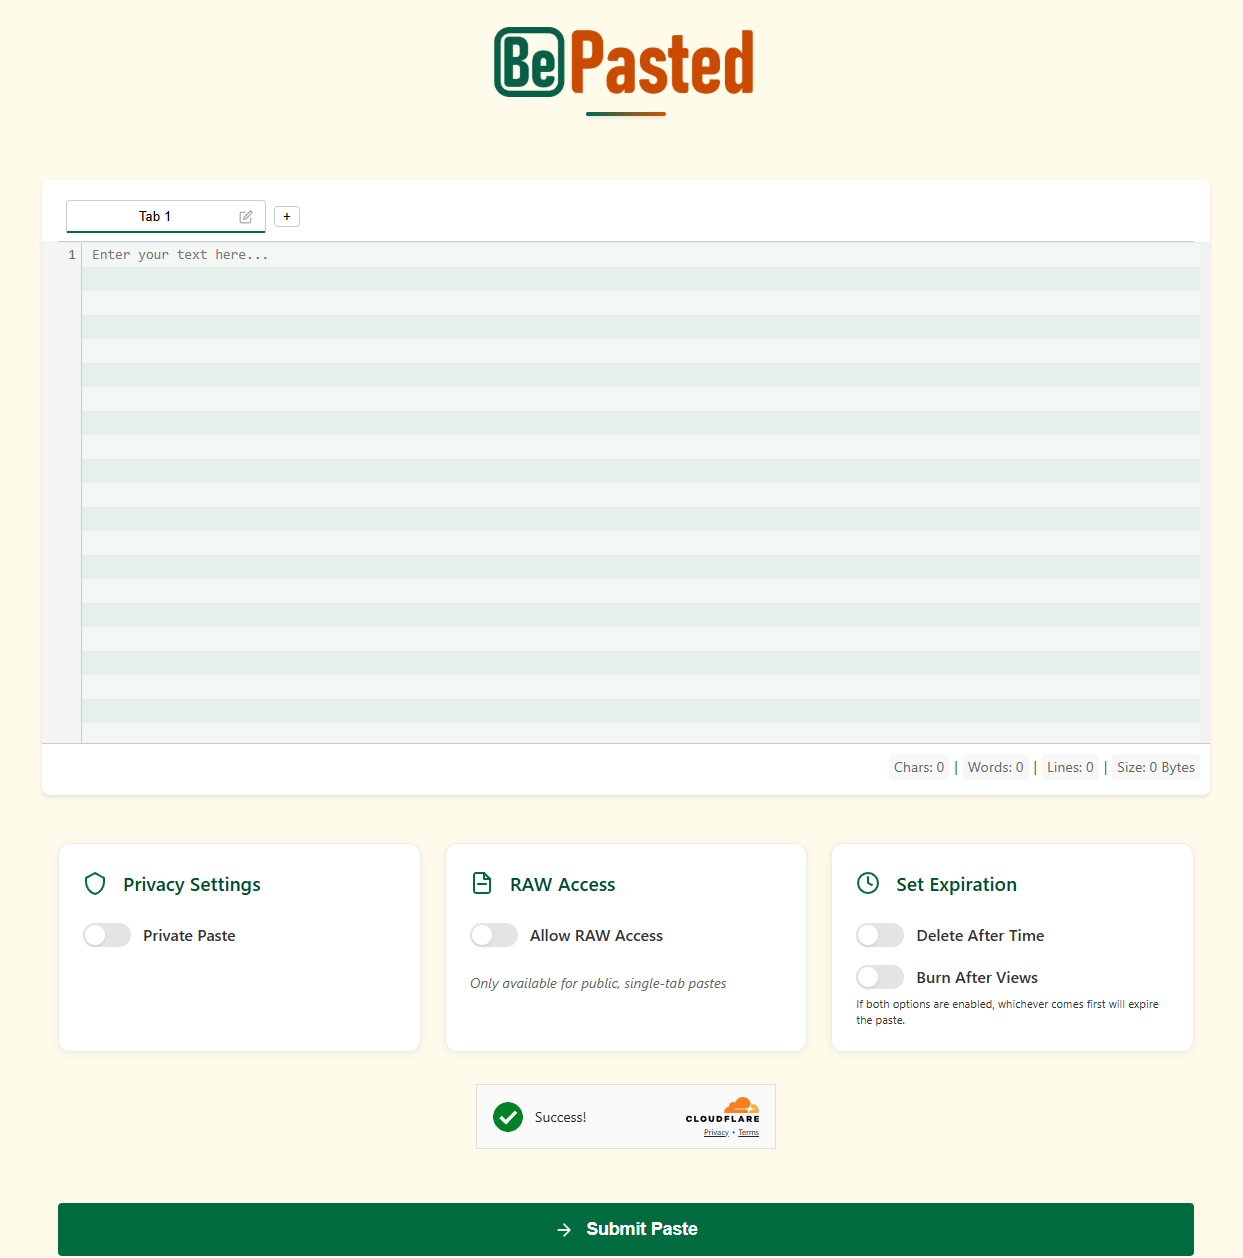 BePasted
Tab 1 +
1 Enter your text here...
Chars: 0 | Words: 0 | Lines: 0 | Size: 0 Bytes
Privacy Settings
Private Paste
RAW Access
Allow RAW Access
Only available for public, single-tab pastes
Set Expiration
Delete After Time
Burn After Views
If both options are enabled, whichever comes first will expire
the paste.
Success!
CLOUDFLARE
Privacy • Terms
Submit Paste